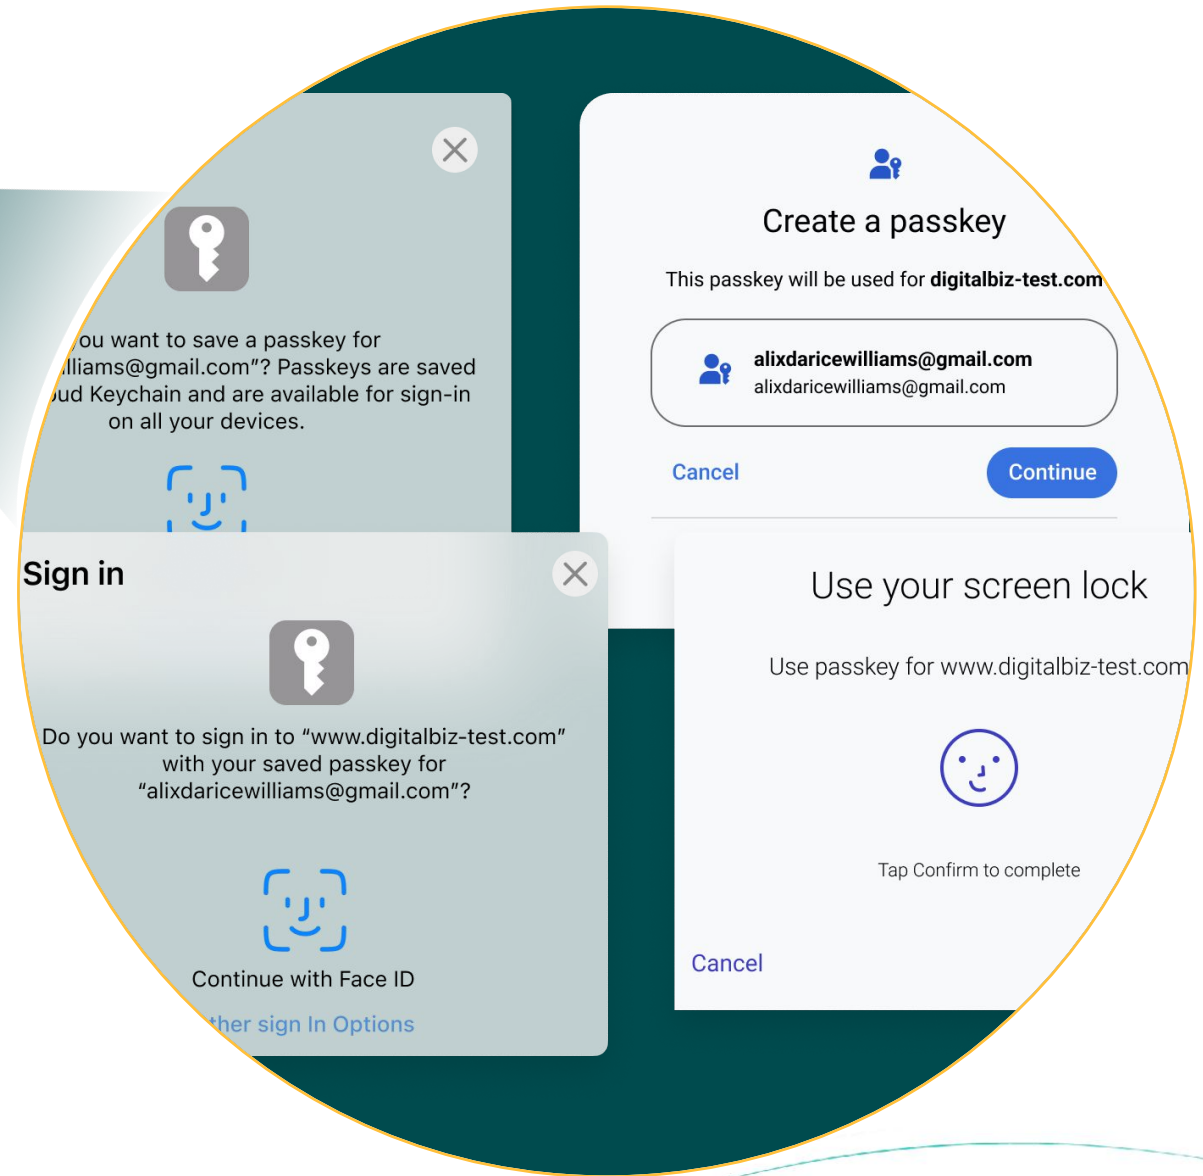 ou want to save a passkey for
lliams@gmail.com"? Passkeys are saved
ud Keychain and are available for sign-in
on all your devices.
Create a passkey
This passkey will be used for digitalbiz-test.com
alixdaricewilliams@gmail.com
alixdaricewilliams@gmail.com
Cancel
Continue
Sign in
Do you want to sign in to “www.digitalbiz-test.com”
with your saved passkey for
“alixdaricewilliams@gmail.com”?
Continue with Face ID
ther sign In Options
Use your screen lock
Use passkey for www.digitalbiz-test.com
Tap Confirm to complete
Cancel